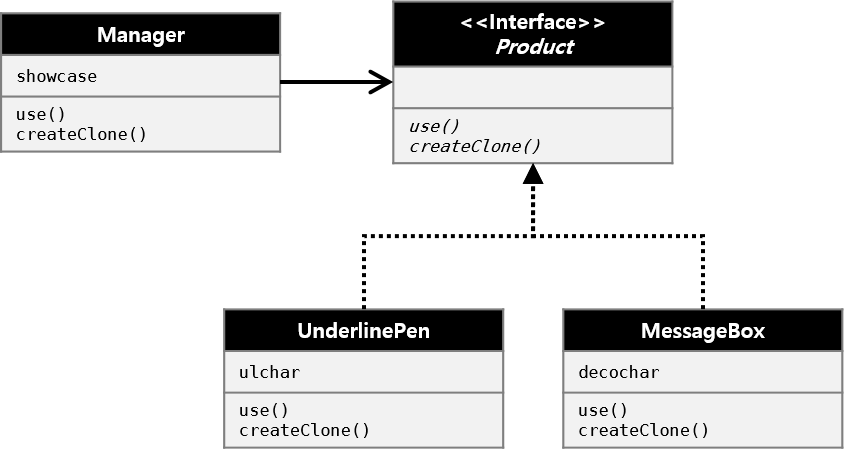 Manager
showcase
use()
createClone()
<<Interface>>
Product
use()
createClone()
UnderlinePen
ulchar
use()
createClone()
MessageBox
decochar
use()
createClone()